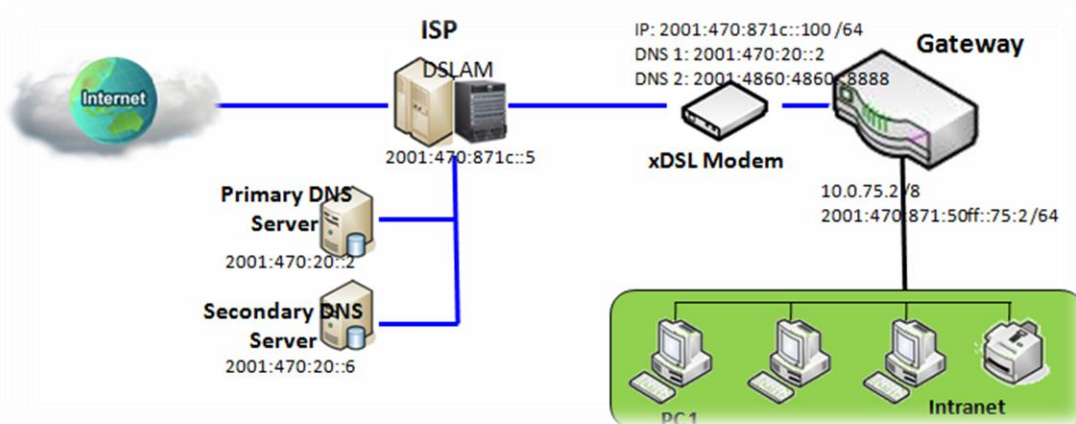 ISP
DSLAM
Internet
2001:470:871c::5
IP: 2001:470:871c::100 /64
DNS 1: 2001:470:20::2
DNS 2: 2001:4860:4860::8888
Gateway
xDSL Modem
10.0.75.2 /8
2001:470:871:50ff::75:2 /64
Primary DNS
Server
2001:470:20::2
Secondary DNS
Server
2001:470:20::6
PC1
Intranet